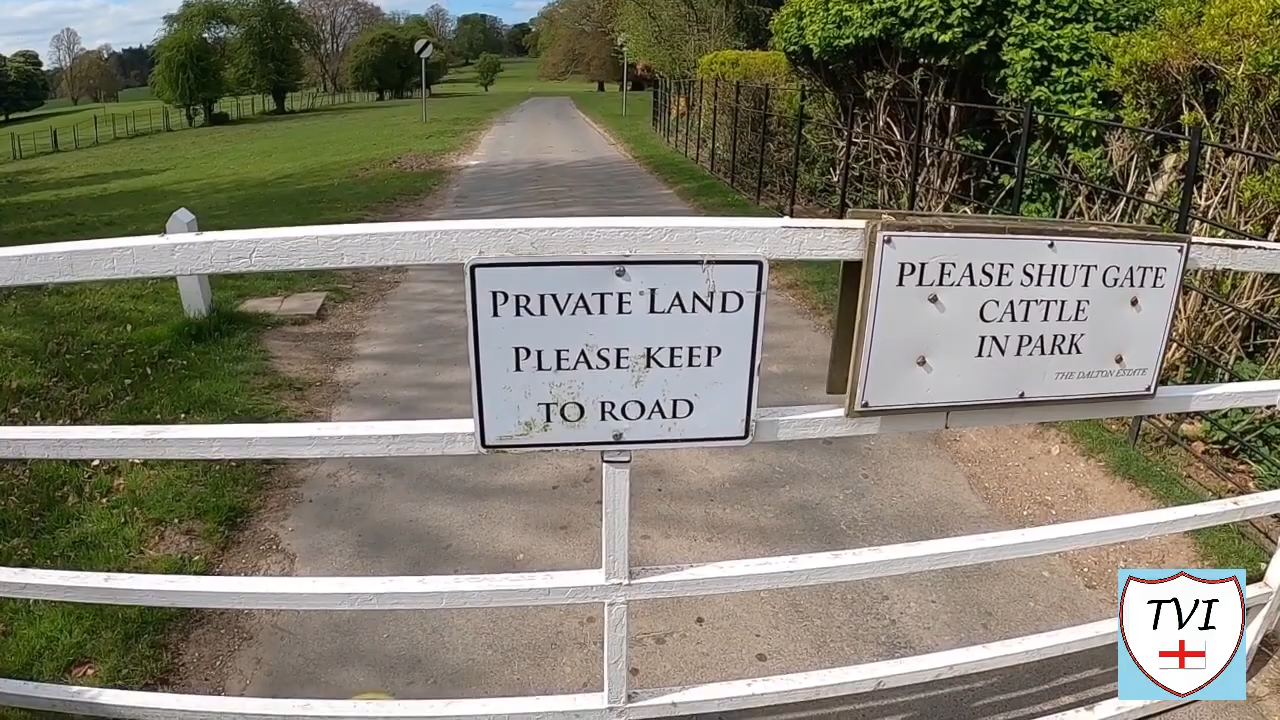 PRIVATE LAND
PLEASE KEEP
TO ROAD
PLEASE SHUT GATE
CATTLE
IN PARK
THE DALTON ESTATE
TVI